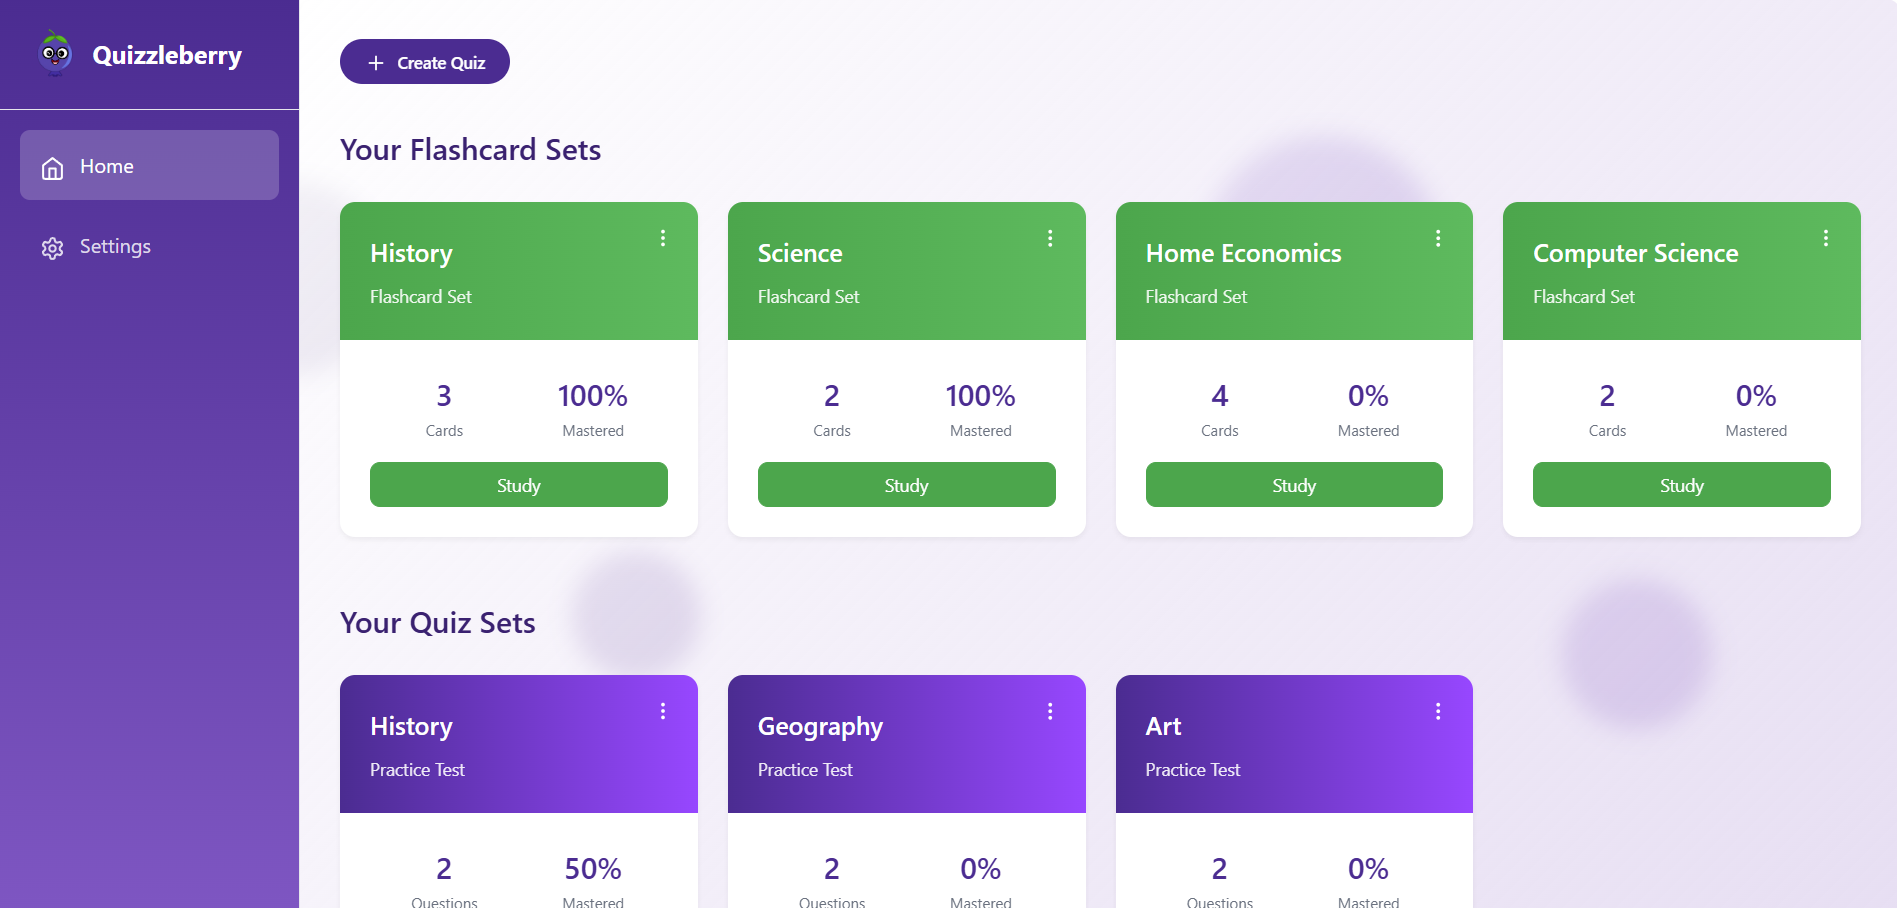 Quizzleberry
Home
Settings
Create Quiz
Your Flashcard Sets
History
Flashcard Set
3 100%
Cards Mastered
Study
Science
Flashcard Set
2 100%
Cards Mastered
Study
Home Economics
Flashcard Set
4 0%
Cards Mastered
Study
Computer Science
Flashcard Set
2 0%
Cards Mastered
Study
Your Quiz Sets
History
Practice Test
2 50%
Questions Mastered
Geography
Practice Test
2 0%
Questions Mastered
Art
Practice Test
2 0%
Questions Mastered